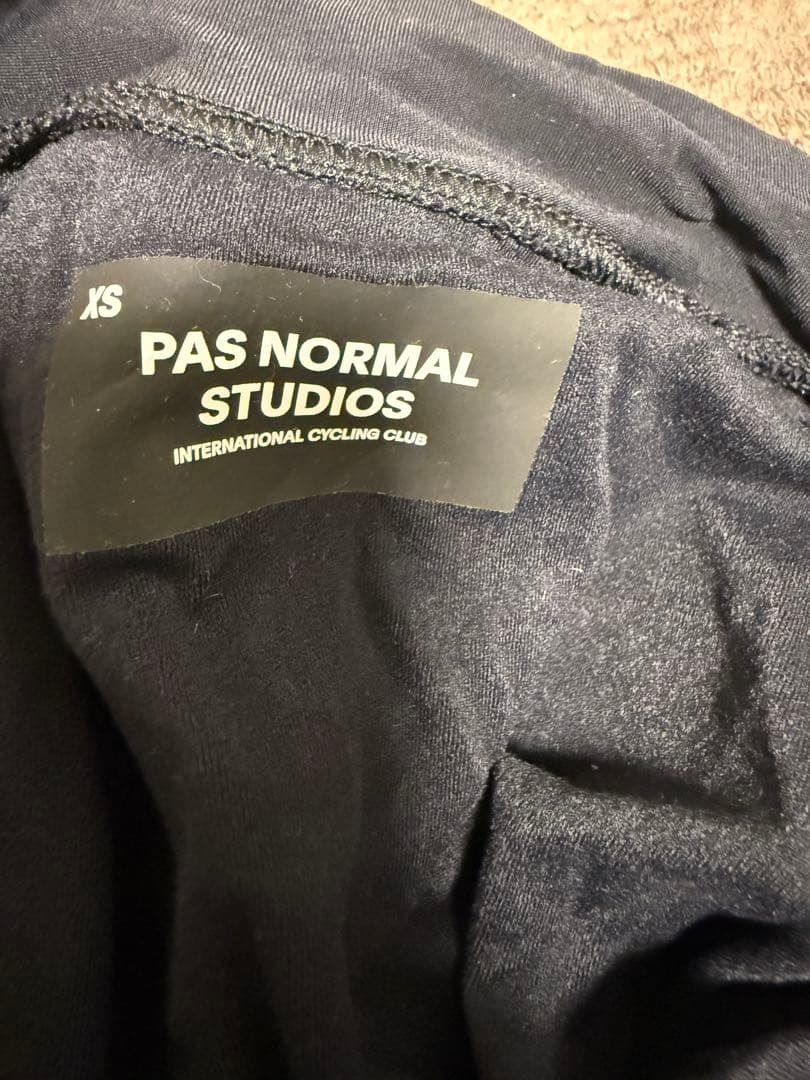 XS
PAS NORMAL
STUDIOS
INTERNATIONAL CYCLING CLUB